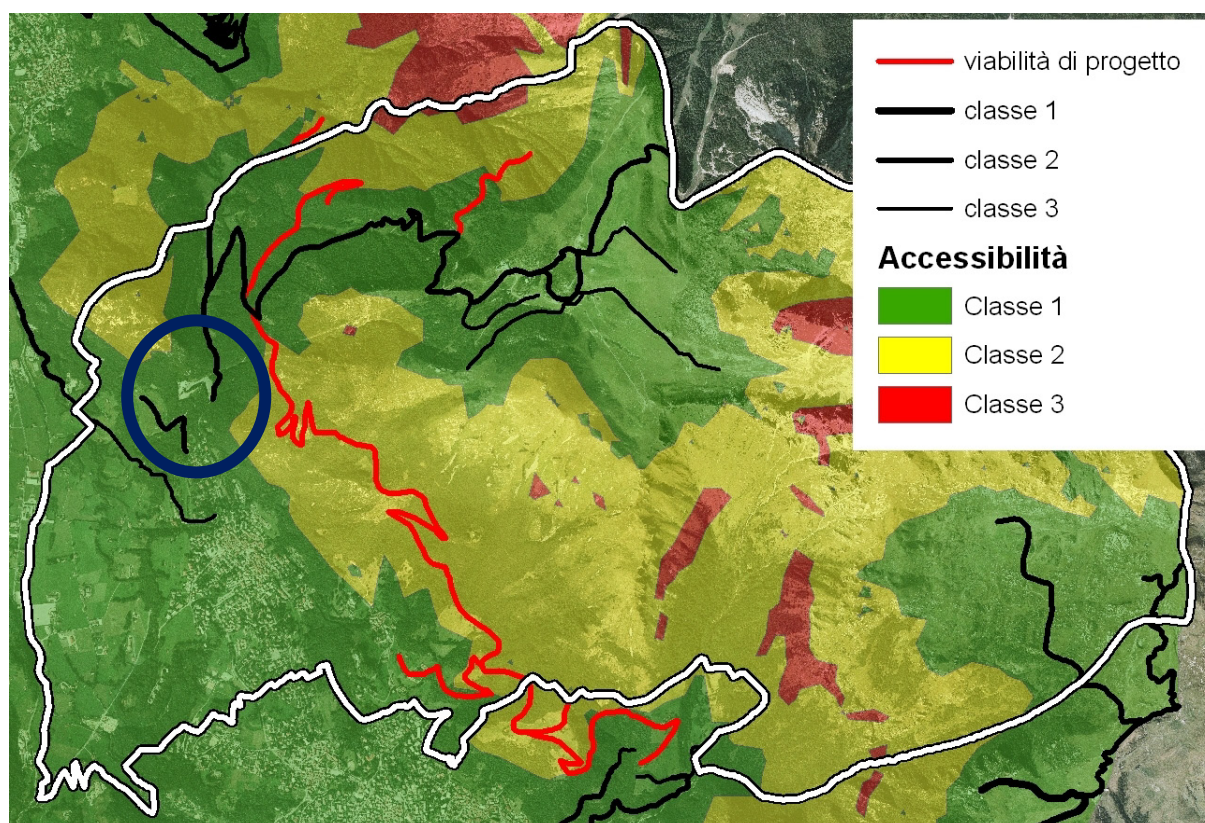 viabilità di progetto
classe 1
classe 2
classe 3
Accessibilità
Classe 1
Classe 2
Classe 3